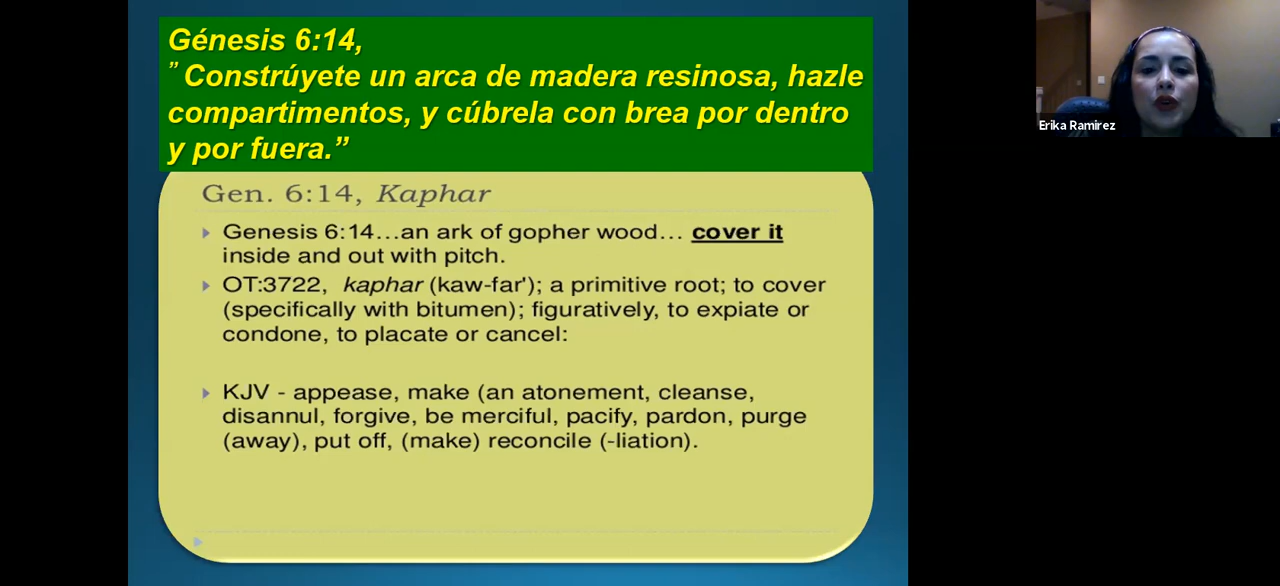 Génesis 6:14,
” Constrúyete un arca de madera resinosa, hazle
compartimentos, y cúbrela con brea por dentro
y por fuera.”
Gen. 6:14, Kaphar
Genesis 6:14...an ark of gopher wood... cover it
inside and out with pitch.
OT:3722, kaphar (kaw-far'); a primitive root; to cover
(specifically with bitumen); figuratively, to expiate or
condone, to placate or cancel:
KJV - appease, make (an atonement, cleanse,
disannul, forgive, be merciful, pacify, pardon, purge
(away), put off, (make) reconcile (-liation).
Erika Ramirez